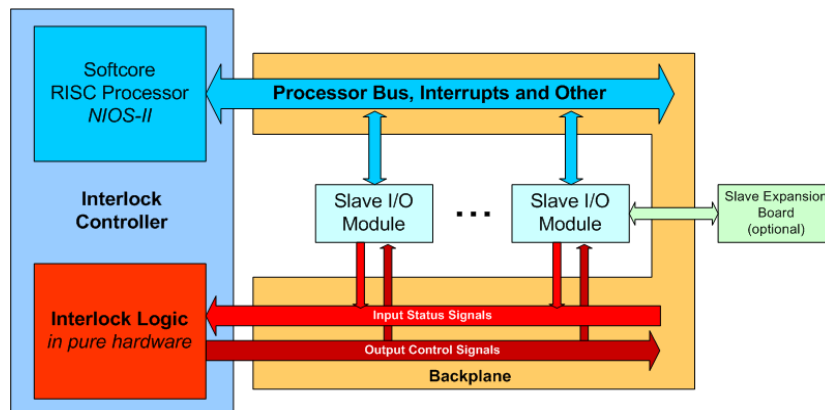 Softcore
RISC Processor
NIOS-II
Processor Bus, Interrupts and Other
Interlock
Controller
Slave I/O
Module
Slave I/O
Module
Slave Expansion
Board
(optional)
Interlock Logic
in pure hardware
Input Status Signals
Output Control Signals
Backplane